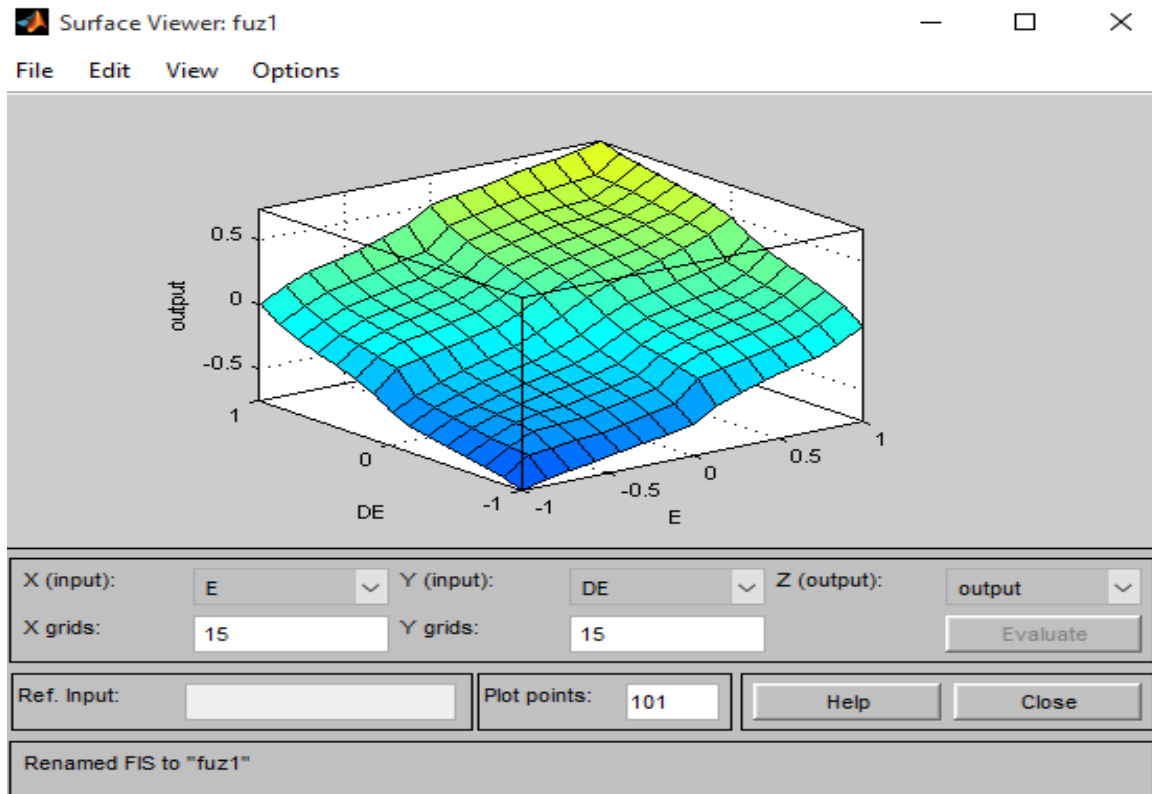 Surface Viewer: fuz1
File Edit View Options
0.5
0
-0.5
output
1
0
-1
DE
-1
-0.5
0
0.5
1
E
X (input): E Y (input): DE Z (output): output
X grids: 15 Y grids: 15 Evaluate
Ref. Input: Plot points: 101 Help Close
Renamed FIS to "fuz1"